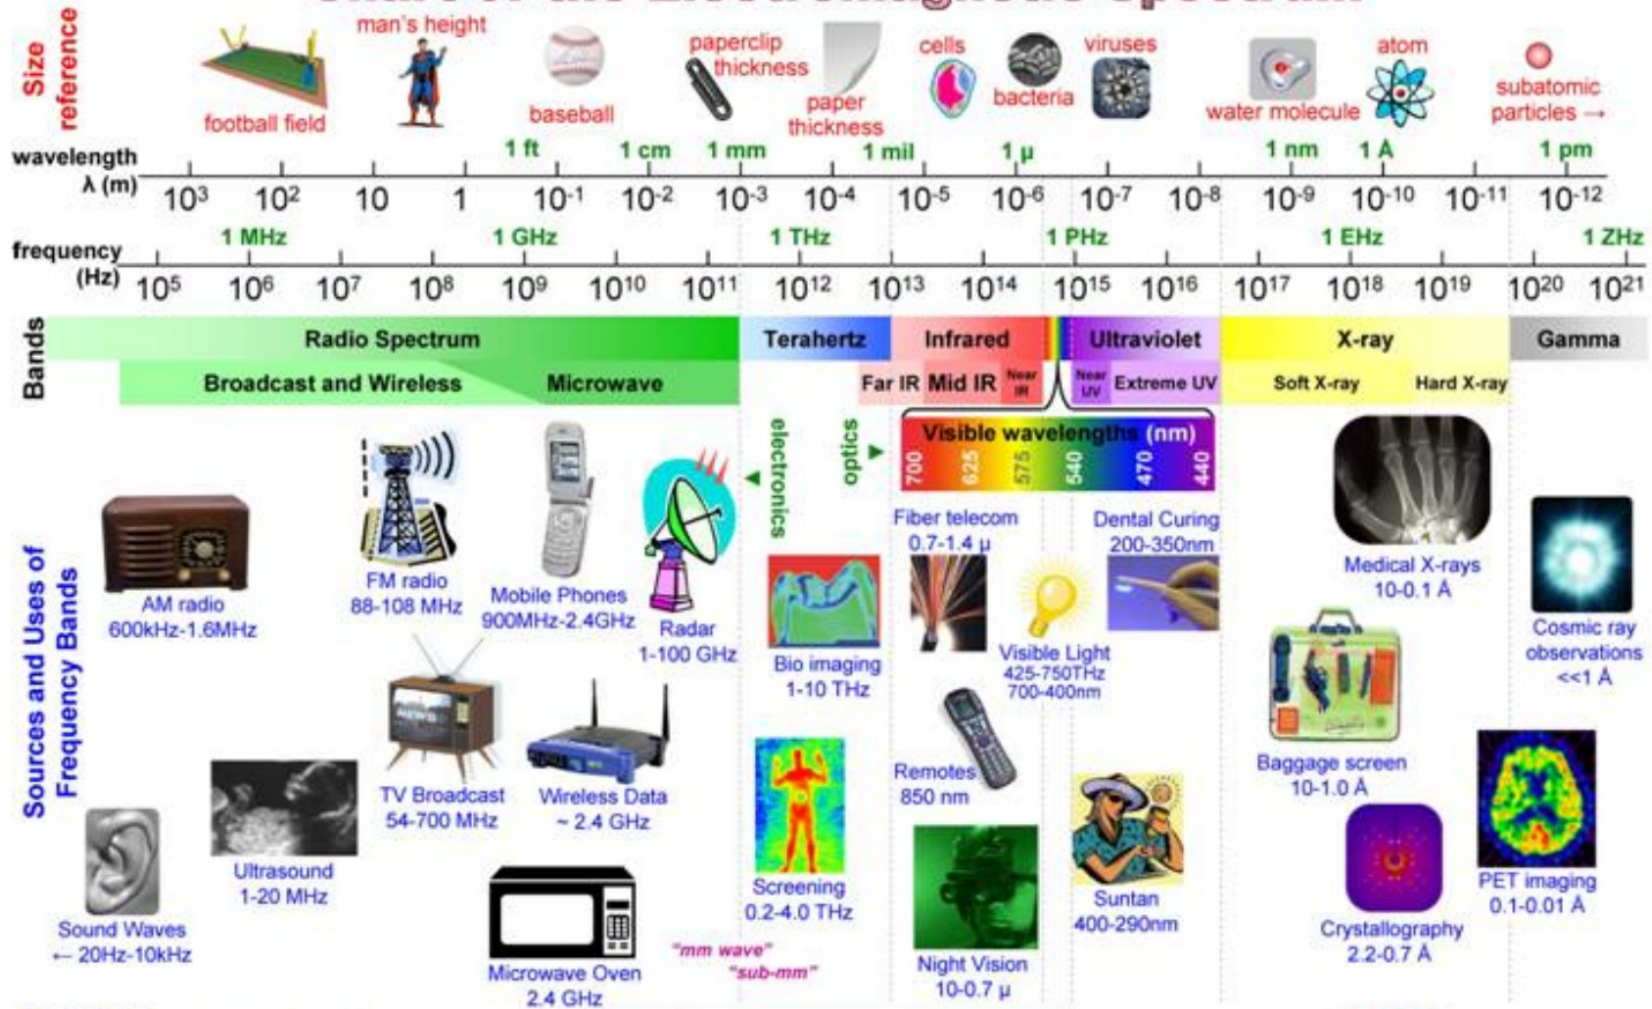 Chart of the Electromagnetic Spectrum
Size
reference
football field
man's height
baseball
paperclip
thickness
paper
thickness
cells
bacteria
viruses
water molecule
atom
subatomic
particles →
wavelength
λ (m)
1 ft 1 cm 1 mm 1 mil 1 µ 1 nm 1 Å 1 pm
10³ 10² 10 1 10⁻¹ 10⁻² 10⁻³ 10⁻⁴ 10⁻⁵ 10⁻⁶ 10⁻⁷ 10⁻⁸ 10⁻⁹ 10⁻¹⁰ 10⁻¹¹ 10⁻¹²
frequency
(Hz)
1 MHz 1 GHz 1 THz 1 PHz 1 EHz 1 ZHz
10⁵ 10⁶ 10⁷ 10⁸ 10⁹ 10¹⁰ 10¹¹ 10¹² 10¹³ 10¹⁴ 10¹⁵ 10¹⁶ 10¹⁷ 10¹⁸ 10¹⁹ 10²⁰ 10²¹
Bands
Radio Spectrum Terahertz Infrared Ultraviolet X-ray Gamma
Broadcast and Wireless Microwave Far IR Mid IR Near IR Near UV Extreme UV Soft X-ray Hard X-ray
electronics
optics
Visible wavelengths (nm)
700 625 575 540 470 440
Sources and Uses of
Frequency Bands
AM radio
600kHz-1.6MHz
FM radio
88-108 MHz
Mobile Phones
900MHz-2.4GHz
Radar
1-100 GHz
Bio imaging
1-10 THz
Fiber telecom
0.7-1.4 µ
Visible Light
425-750THz
700-400nm
Dental Curing
200-350nm
Medical X-rays
10-0.1 Å
Cosmic ray
observations
<<1 Å
Sound Waves
← 20Hz-10kHz
Ultrasound
1-20 MHz
TV Broadcast
54-700 MHz
NEWS
Wireless Data
~ 2.4 GHz
Microwave Oven
2.4 GHz
"mm wave"
"sub-mm"
Screening
0.2-4.0 THz
Remotes
850 nm
Night Vision
10-0.7 µ
Suntan
400-290nm
Baggage screen
10-1.0 Å
Crystallography
2.2-0.7 Å
PET imaging
0.1-0.01 Å